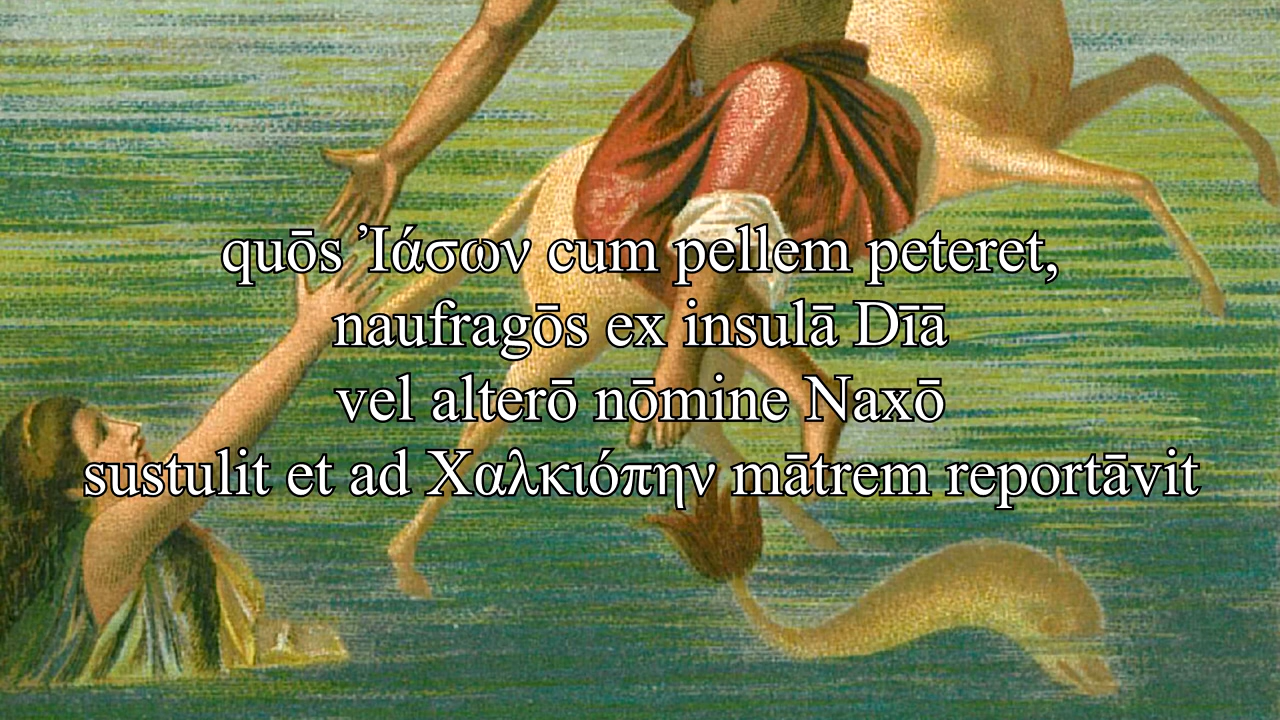 quōs Ἰάσων cum pellem peteret,
naufragōs ex insulā Dīā
vel alterō nōmine Naxō
sustulit et ad Χαλκιόπην mātrem reportāvit